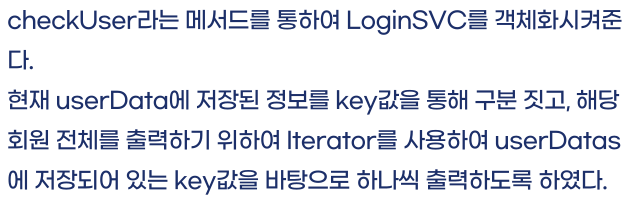 checkUser라는 메서드를 통하여 LoginSVC를 객체화시켜준
다.
현재 userData에 저장된 정보를 key값을 통해 구분 짓고, 해당
회원 전체를 출력하기 위하여 Iterator를 사용하여 userDatas
에 저장되어 있는 key값을 바탕으로 하나씩 출력하도록 하였다.